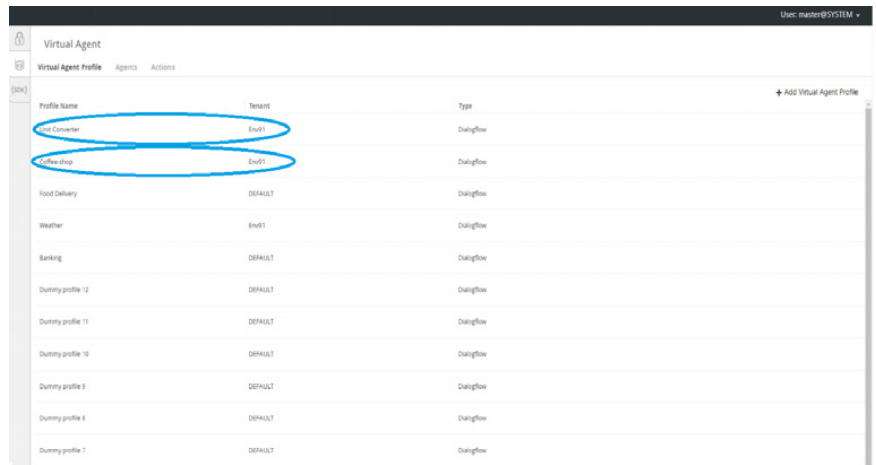 User: master@SYSTEM
Virtual Agent
Virtual Agent Profile Agents Actions
{SDK}
+ Add Virtual Agent Profile
Profile Name Tenant Type
Unit Converter Env91 Dialogflow
Coffee-shop Env91 Dialogflow
Food Delivery DEFAULT Dialogflow
Weather Env91 Dialogflow
Banking DEFAULT Dialogflow
Dummy profile 12 DEFAULT Dialogflow
Dummy profile 11 DEFAULT Dialogflow
Dummy profile 10 DEFAULT Dialogflow
Dummy profile 9 DEFAULT Dialogflow
Dummy profile DEFAULT Dialogflow
Dummy profile 7 DEFAULT Dialogflow